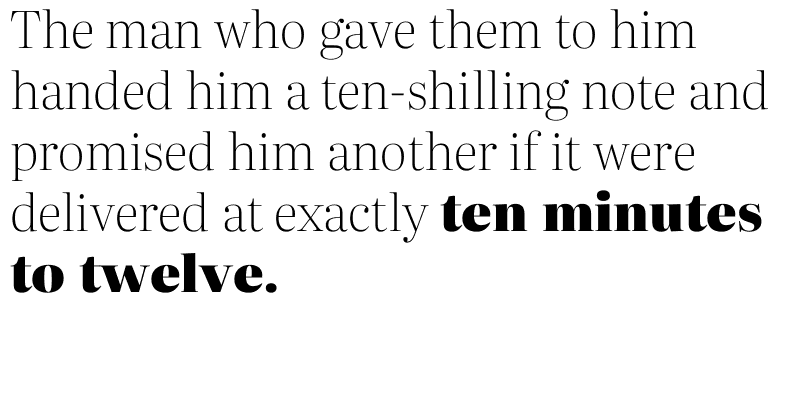 The man who gave them to him
handed him a ten-shilling note and
promised him another if it were
delivered at exactly ten minutes
to twelve.